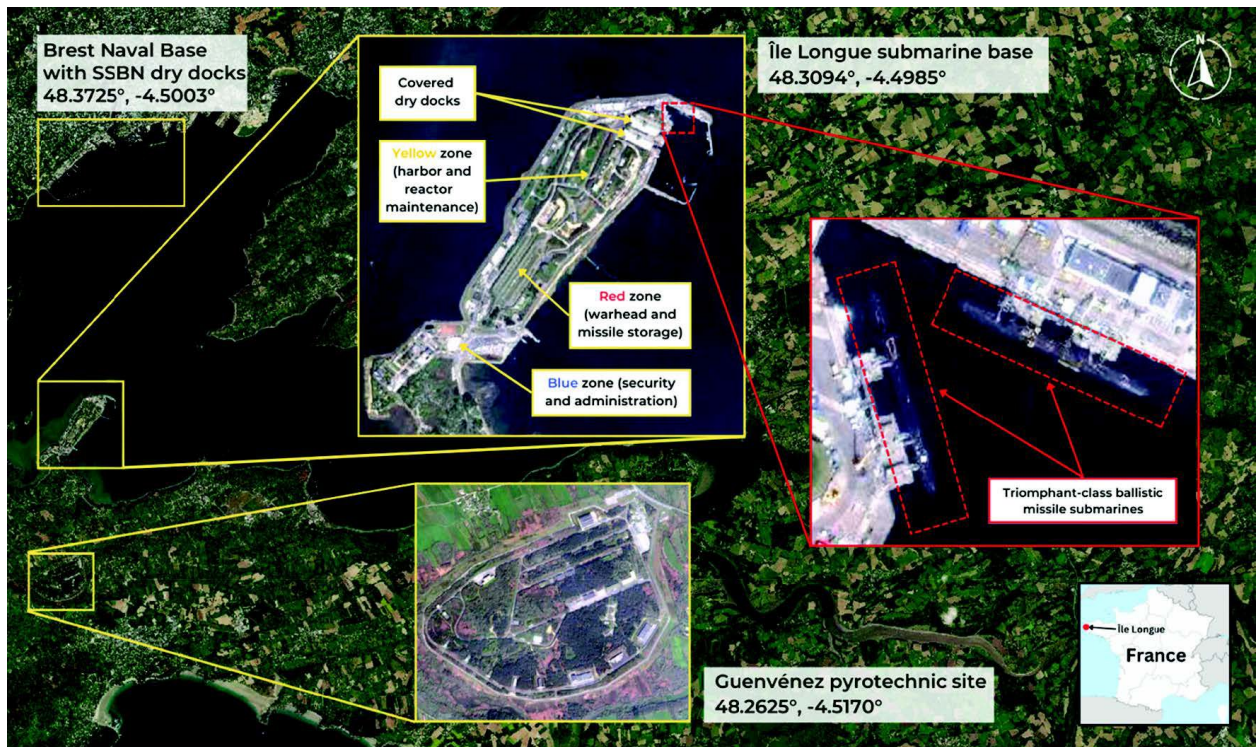 Brest Naval Base
with SSBN dry docks
48.3725°, -4.5003°
Covered
dry docks
Yellow zone
(harbor and
reactor
maintenance)
Red zone
(warhead and
missile storage)
Blue zone (security
and administration)
Île Longue submarine base
48.3094°, -4.4985°
N
Triomphant-class ballistic
missile submarines
Guenvénez pyrotechnic site
48.2625°, -4.5170°
Île Longue
France